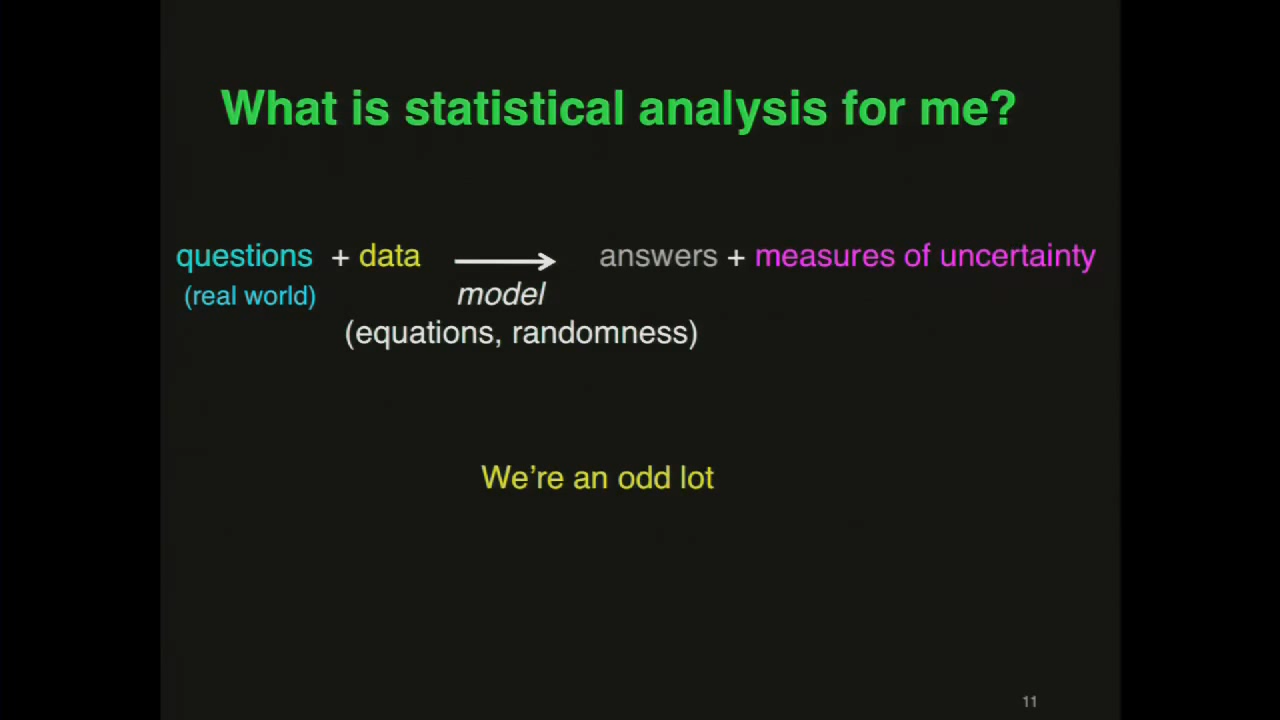 What is statistical analysis for me?
questions + data ⟶ answers + measures of uncertainty
(real world) model
(equations, randomness)
We're an odd lot
11